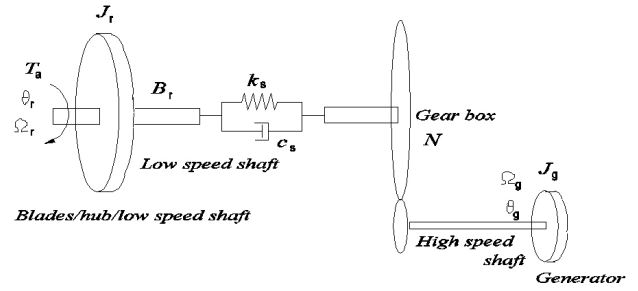 J_r
T_a
θ_r
Ω_r
B_r
k_s
c_s
Low speed shaft
Blades/hub/low speed shaft
Gear box
N
Ω_g
J_g
θ_g
High speed
shaft
Generator